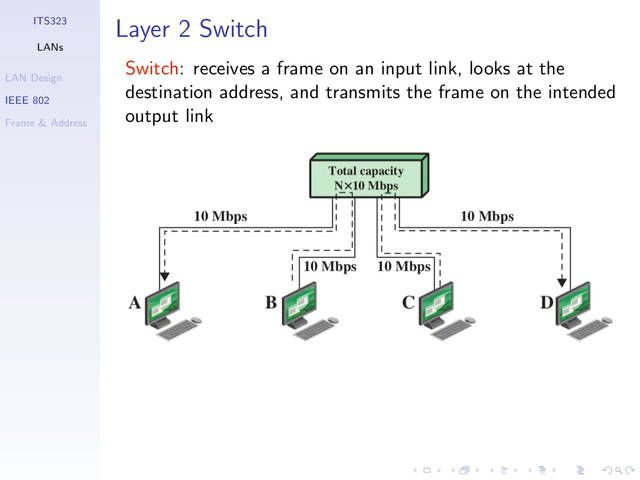 ITS323
LANs
LAN Design
IEEE 802
Frame & Address
Layer 2 Switch
Switch: receives a frame on an input link, looks at the
destination address, and transmits the frame on the intended
output link
Total capacity
N×10 Mbps
10 Mbps
10 Mbps
10 Mbps
10 Mbps
A
B
C
D